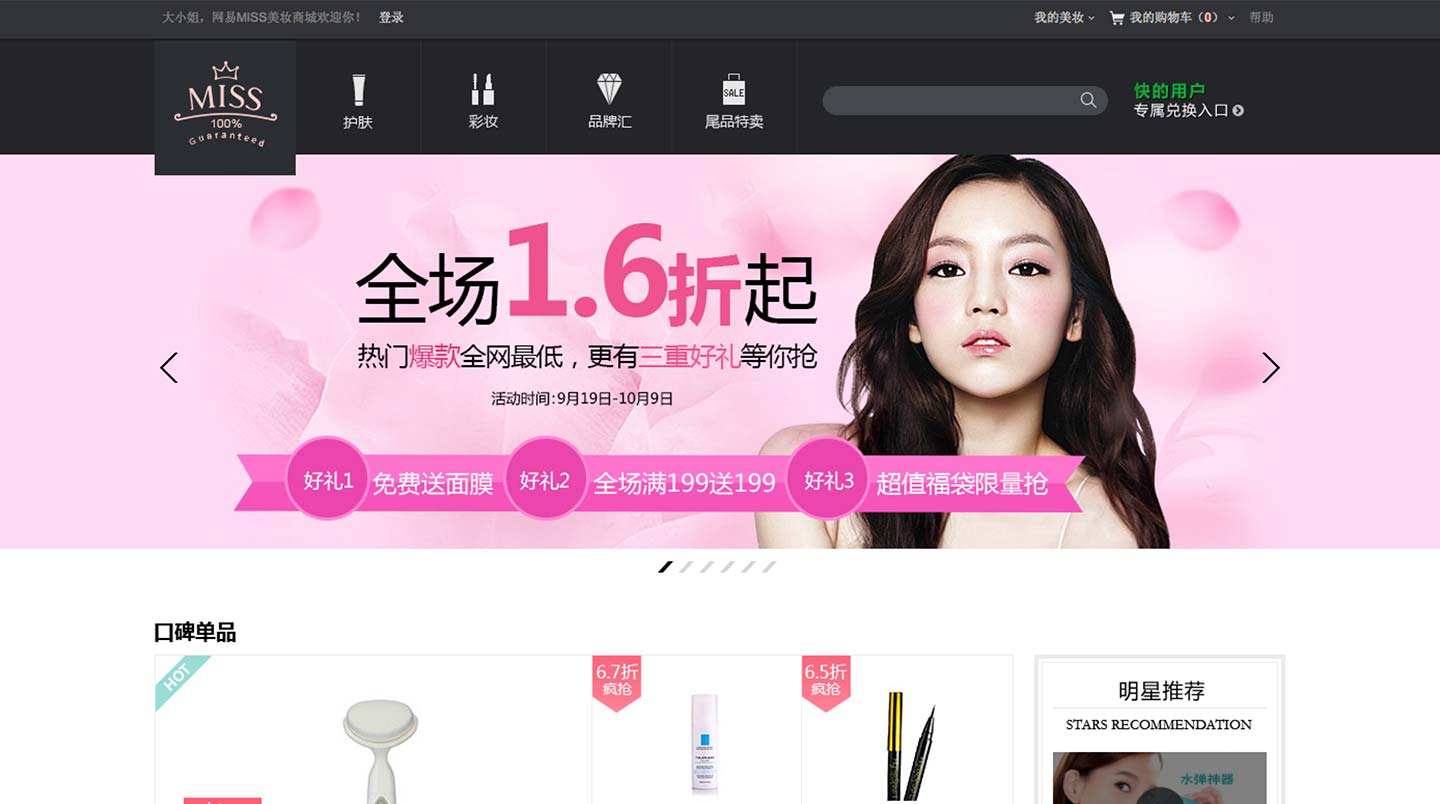 大小姐，网易MISS美妆商城欢迎你！ 登录
我的美妆 我的购物车（0） 帮助
MISS
100%
Guaranteed
护肤
彩妆
品牌汇
SALE
尾品特卖
快的用户
专属兑换入口
全场1.6折起
热门爆款全网最低，更有三重好礼等你抢
活动时间:9月19日-10月9日
好礼1 免费送面膜 好礼2 全场满199送199 好礼3 超值福袋限量抢
口碑单品
HOT
6.7折
疯抢
6.5折
疯抢
明星推荐
STARS RECOMMENDATION
水弹神器